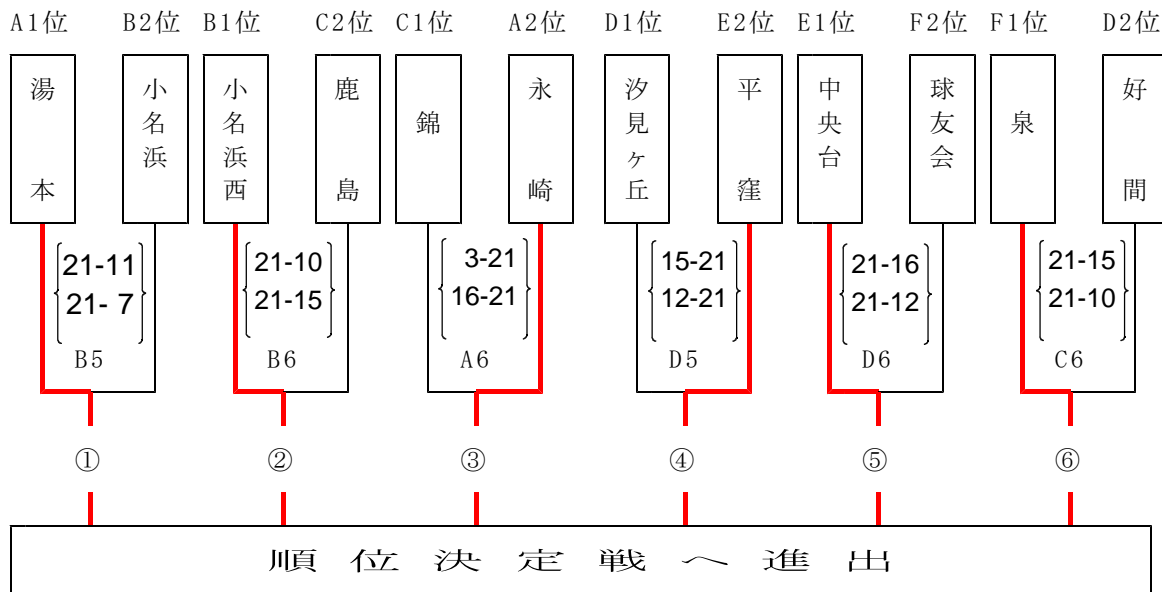 A1位 B2位 B1位 C2位 C1位 A2位 D1位 E2位 E1位 F2位 F1位 D2位
湯本 小名浜 小名浜西 鹿島 錦 永崎 汐見ヶ丘 平窪 中央台 球友会 泉 好間
21-11 21-10 3-21 15-21 21-16 21-15
21- 7 21-15 16-21 12-21 21-12 21-10
B5 B6 A6 D5 D6 C6
① ② ③ ④ ⑤ ⑥
順位決定戦へ進出